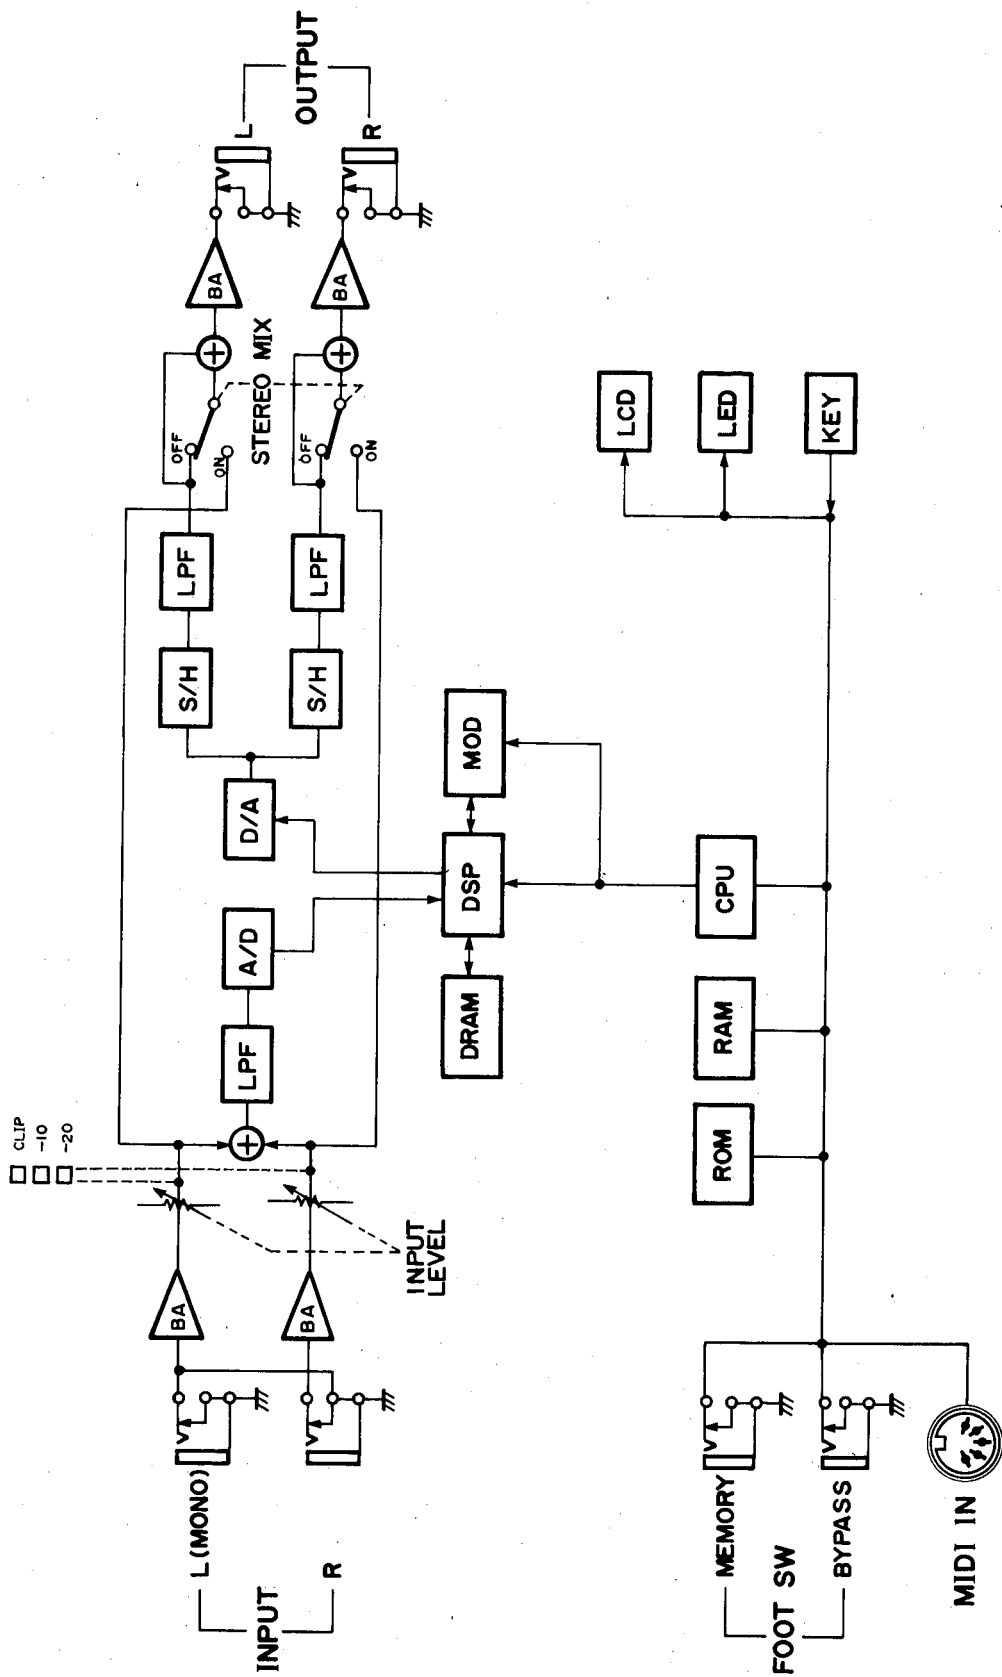 INPUT
L (MONO)
R
BA
BA
INPUT
LEVEL
CLIP
-10
-20
+
LPF
A/D
D/A
S/H
S/H
LPF
LPF
OFF
ON
OFF
ON
STEREO MIX
+
+
BA
BA
L
R
OUTPUT
DRAM
DSP
MOD
FOOT SW
MEMORY
BYPASS
MIDI IN
ROM
RAM
CPU
LCD
LED
KEY